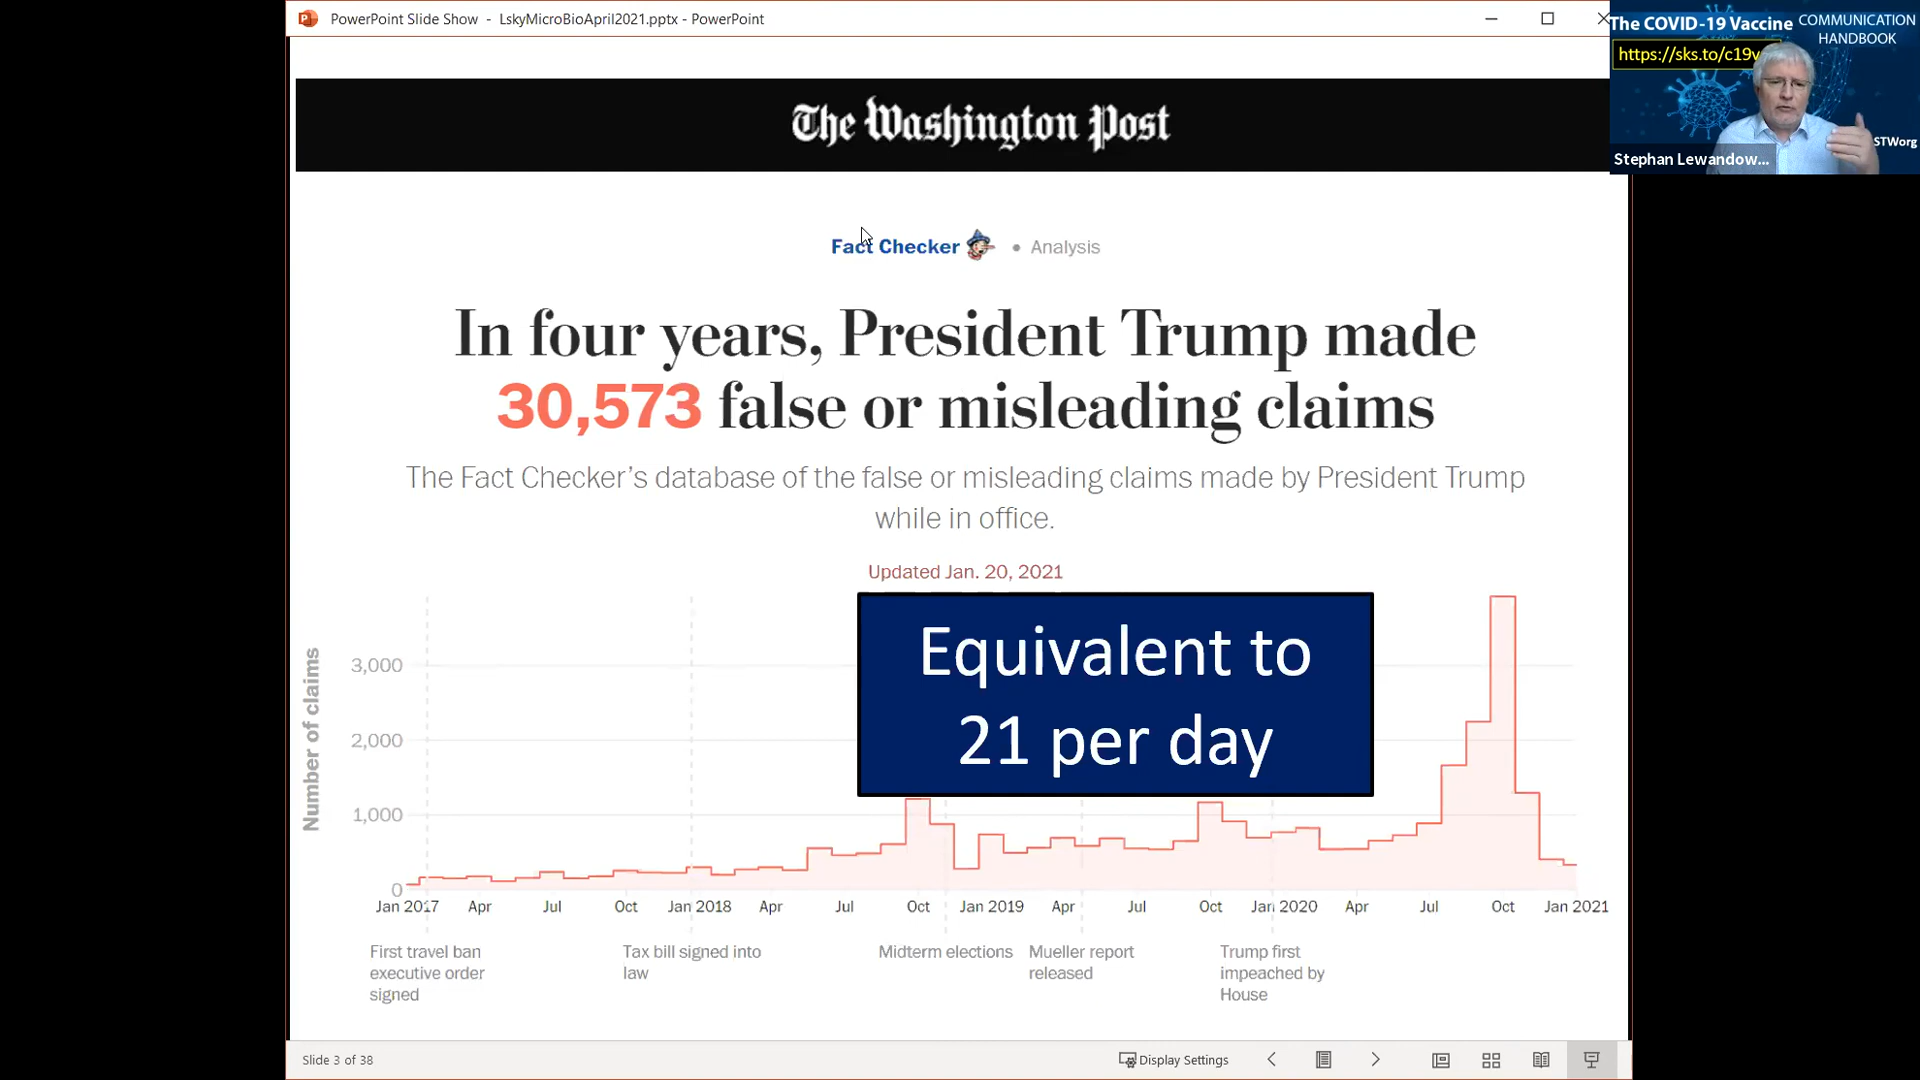 PowerPoint Slide Show - LskyMicroBioApril2021.pptx - PowerPoint
The COVID-19 Vaccine COMMUNICATION
HANDBOOK
https://sks.to/c19v
STWorg
Stephan Lewandow...
The Washington Post
Fact Checker • Analysis
In four years, President Trump made
30,573 false or misleading claims
The Fact Checker's database of the false or misleading claims made by President Trump
while in office.
Updated Jan. 20, 2021
Equivalent to
21 per day
Number of claims
3,000
2,000
1,000
0
Jan 2017 Apr Jul Oct Jan 2018 Apr Jul Oct Jan 2019 Apr Jul Oct Jan 2020 Apr Jul Oct Jan 2021
First travel ban
executive order
signed
Tax bill signed into
law
Midterm elections
Mueller report
released
Trump first
impeached by
House
Slide 3 of 38
Display Settings